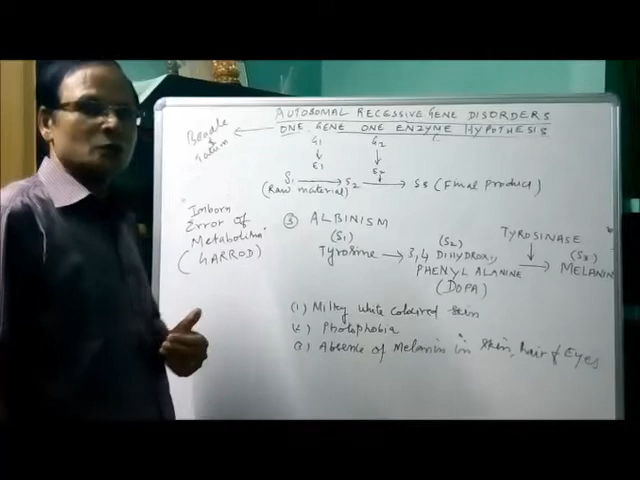 AUTOSOMAL RECESSIVE GENE DISORDERS
ONE GENE ONE ENZYME HYPOTHESIS
Beadle
&
Tatum
G1 G2
E1 E2
S1 → S2 → S3 (Final product)
(Raw material)
Inborn
Error of
Metabolism
(GARROD)
③ ALBINISM
(S1) (S2) TYROSINASE (S3)
Tyrosine → 3,4 DIHYDROXY → MELANIN
PHENYL ALANINE
(DOPA)
(1) Milky white coloured skin
(2) Photophobia
(3) Absence of Melanin in skin, hair & Eyes